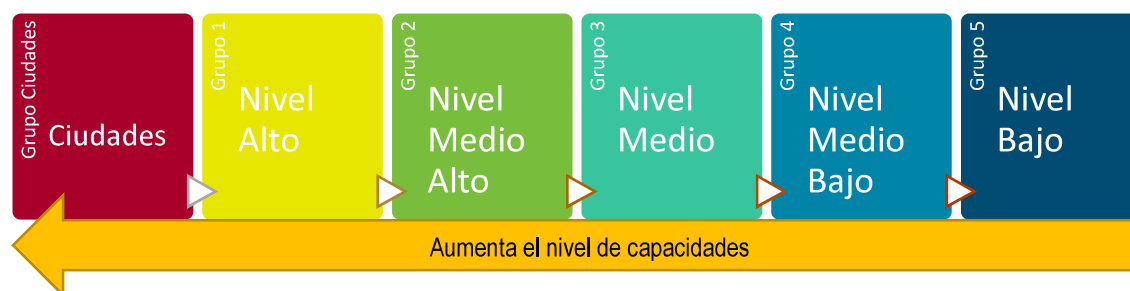 Grupo Ciudades
Ciudades
Grupo 1
Nivel
Alto
Grupo 2
Nivel
Medio
Alto
Grupo 3
Nivel
Medio
Grupo 4
Nivel
Medio
Bajo
Grupo 5
Nivel
Bajo
Aumenta el nivel de capacidades